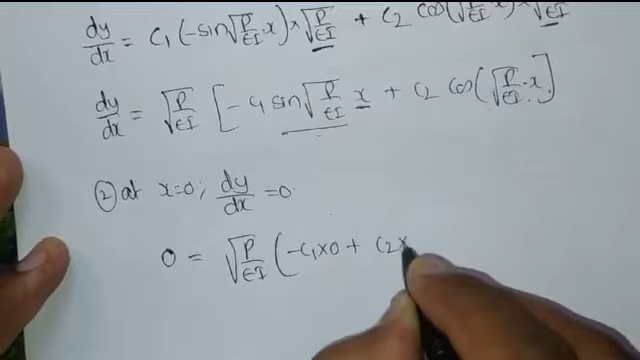 dy/dx = C₁(-sin√(P/EI)·x)×√(P/EI) + C₂ cos(√(P/EI)·x)×√(P/EI)
dy/dx = √(P/EI) [-C₁ sin√(P/EI) x + C₂ cos(√(P/EI)·x]
② at x=0; dy/dx = 0
0 = √(P/EI) (-C₁×0 + C₂×